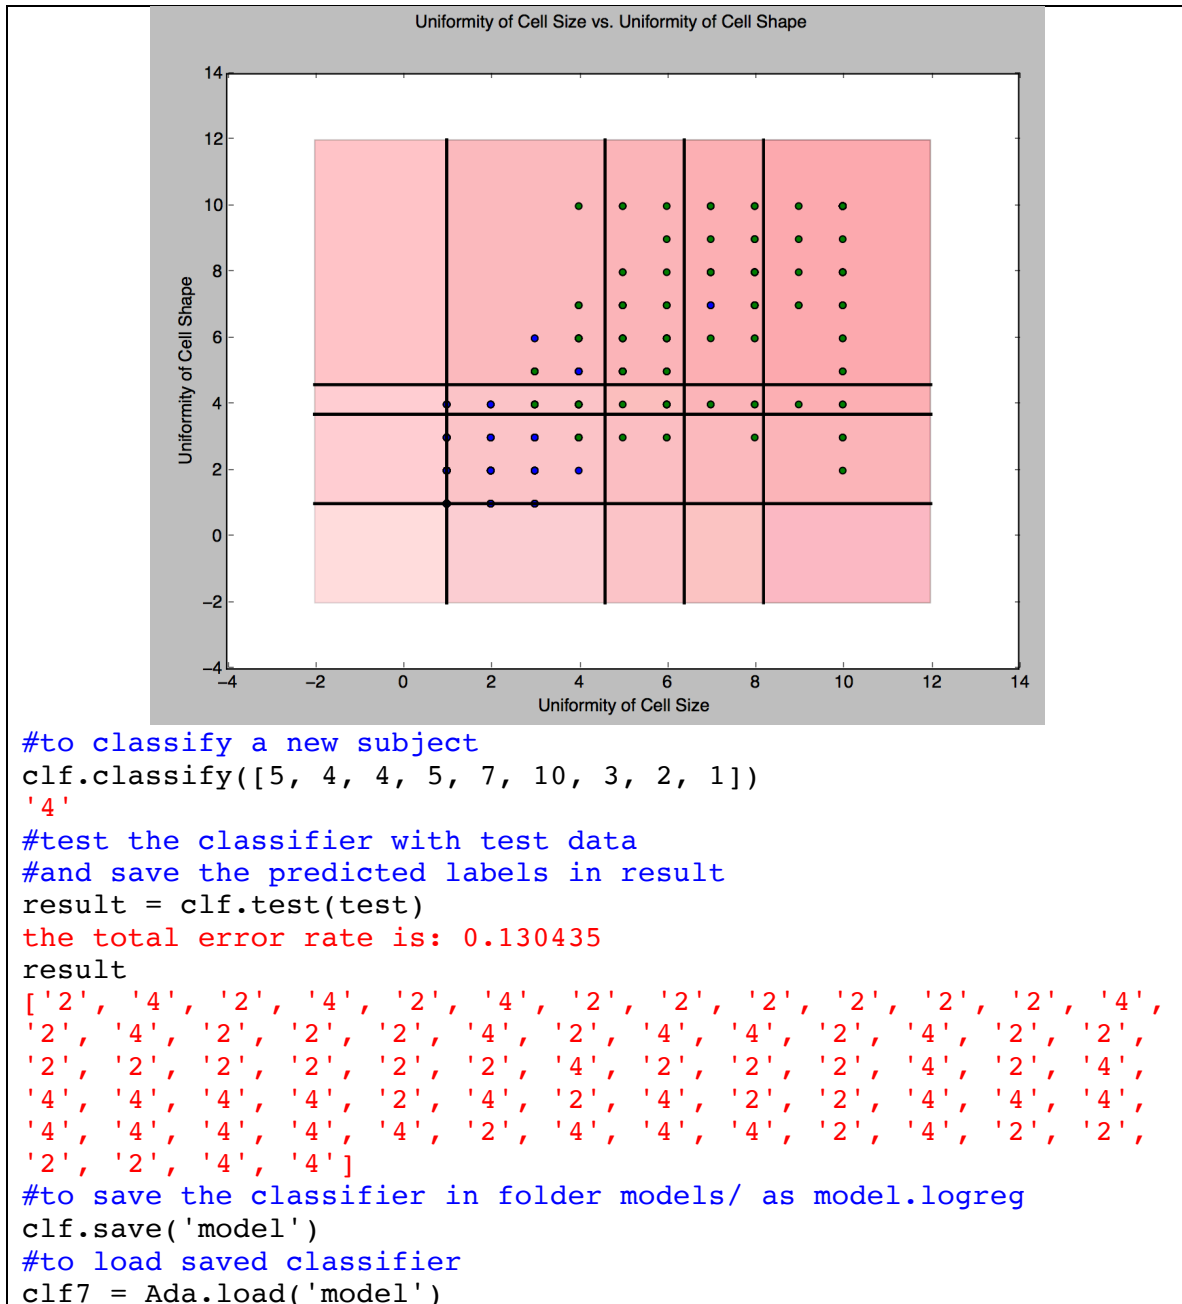 Uniformity of Cell Size vs. Uniformity of Cell Shape
14
12
10
8
6
4
2
0
−2
−4
Uniformity of Cell Shape
−4 −2 0 2 4 6 8 10 12 14
Uniformity of Cell Size
#to classify a new subject
clf.classify([5, 4, 4, 5, 7, 10, 3, 2, 1])
'4'
#test the classifier with test data
#and save the predicted labels in result
result = clf.test(test)
the total error rate is: 0.130435
result
['2', '4', '2', '4', '2', '4', '2', '2', '2', '2', '2', '2', '4',
'2', '4', '2', '2', '2', '4', '2', '4', '4', '2', '4', '2', '2',
'2', '2', '2', '2', '2', '2', '4', '2', '2', '2', '4', '2', '4',
'4', '4', '4', '4', '2', '4', '2', '4', '2', '2', '4', '4', '4',
'4', '4', '4', '4', '4', '2', '4', '4', '4', '2', '4', '2', '2',
'2', '2', '4', '4']
#to save the classifier in folder models/ as model.logreg
clf.save('model')
#to load saved classifier
clf7 = Ada.load('model')